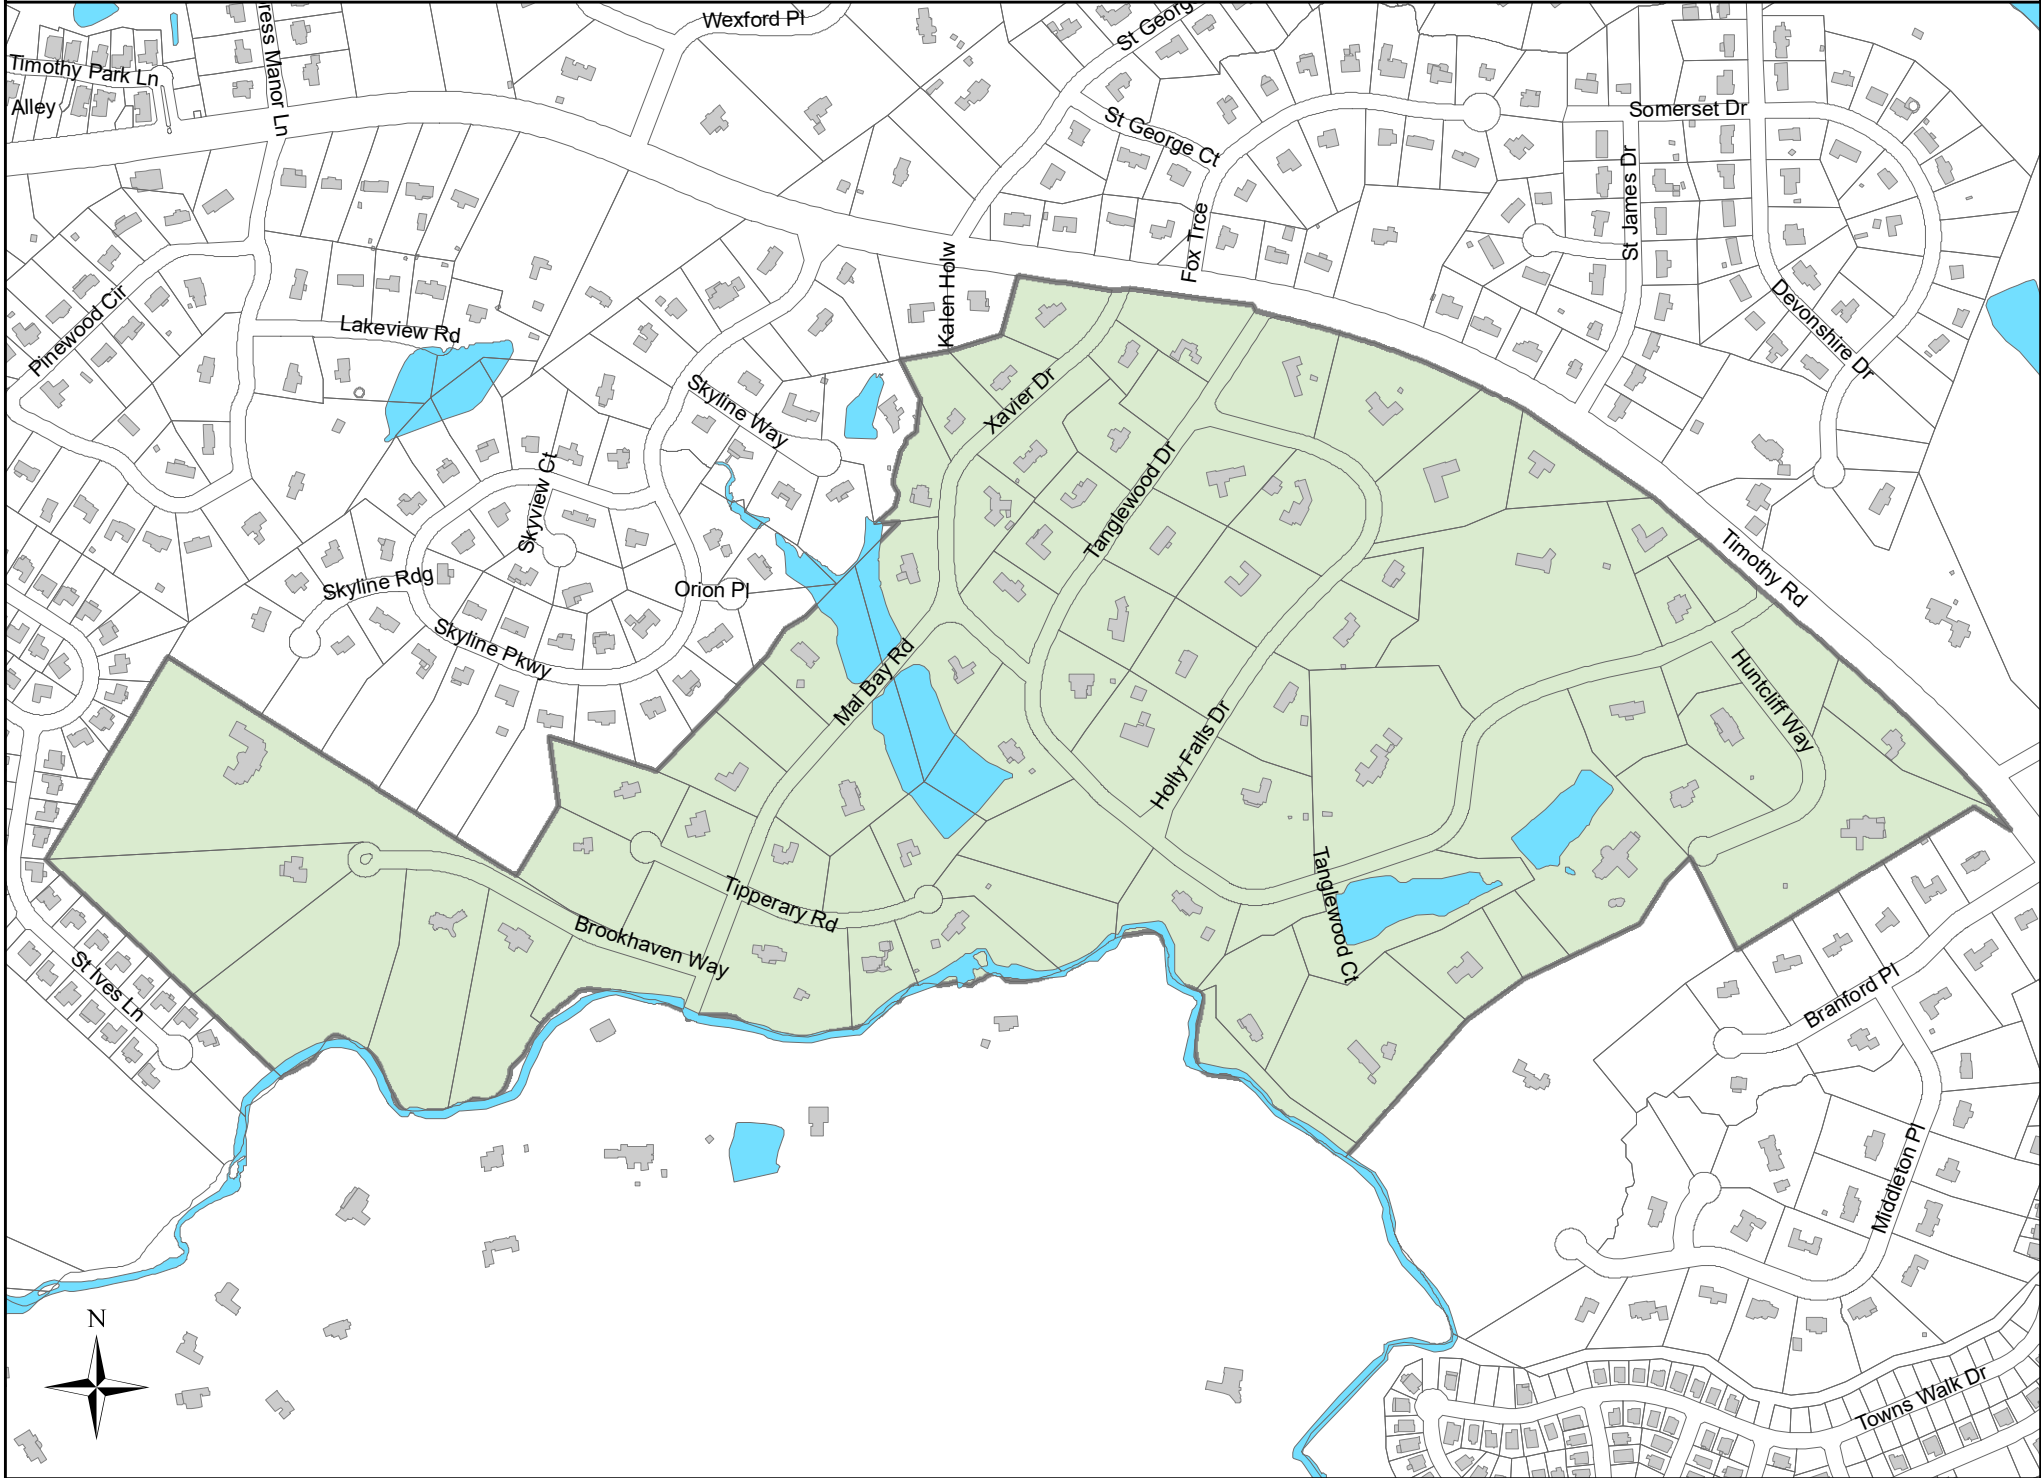 Wexford Pl
St Georg
ress Manor Ln
Timothy Park Ln
Alley
Somerset Dr
St George Ct
St James Dr
Fox Trce
Kalen Holw
Pinewood Cir
Lakeview Rd
Devonshire Dr
Skyline Way
Xavier Dr
Tanglewood Dr
Skyview Ct
Timothy Rd
Skyline Rdg
Orion Pl
Skyline Pkwy
Mal Bay Rd
Huntcliff Way
Holly Falls Dr
Tanglewood Ct
Tipperary Rd
Brookhaven Way
St Ives Ln
Branford Pl
Middleton Pl
N
Towns Walk Dr